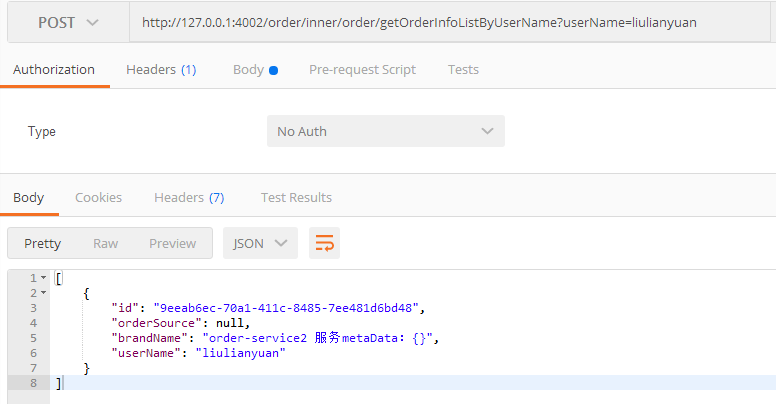 POST http://127.0.0.1:4002/order/inner/order/getOrderInfoListByUserName?userName=liulianyuan
Authorization Headers (1) Body Pre-request Script Tests
Type No Auth
Body Cookies Headers (7) Test Results
Pretty Raw Preview JSON
1 [
2 {
3 "id": "9eeab6ec-70a1-411c-8485-7ee481d6bd48",
4 "orderSource": null,
5 "brandName": "order-service2 服务metaData：{}",
6 "userName": "liulianyuan"
7 }
8 ]